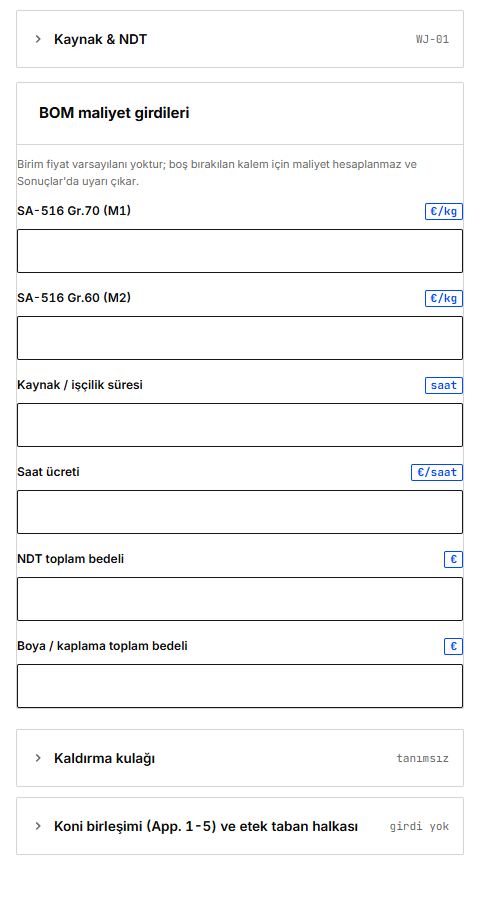 Kaynak & NDT WJ-01
BOM maliyet girdileri
Birim fiyat varsayılanı yoktur; boş bırakılan kalem için maliyet hesaplanmaz ve
Sonuçlar'da uyarı çıkar.
SA-516 Gr.70 (M1) €/kg
SA-516 Gr.60 (M2) €/kg
Kaynak / işçilik süresi saat
Saat ücreti €/saat
NDT toplam bedeli €
Boya / kaplama toplam bedeli €
Kaldırma kulağı tanımsız
Koni birleşimi (App. 1-5) ve etek taban halkası girdi yok